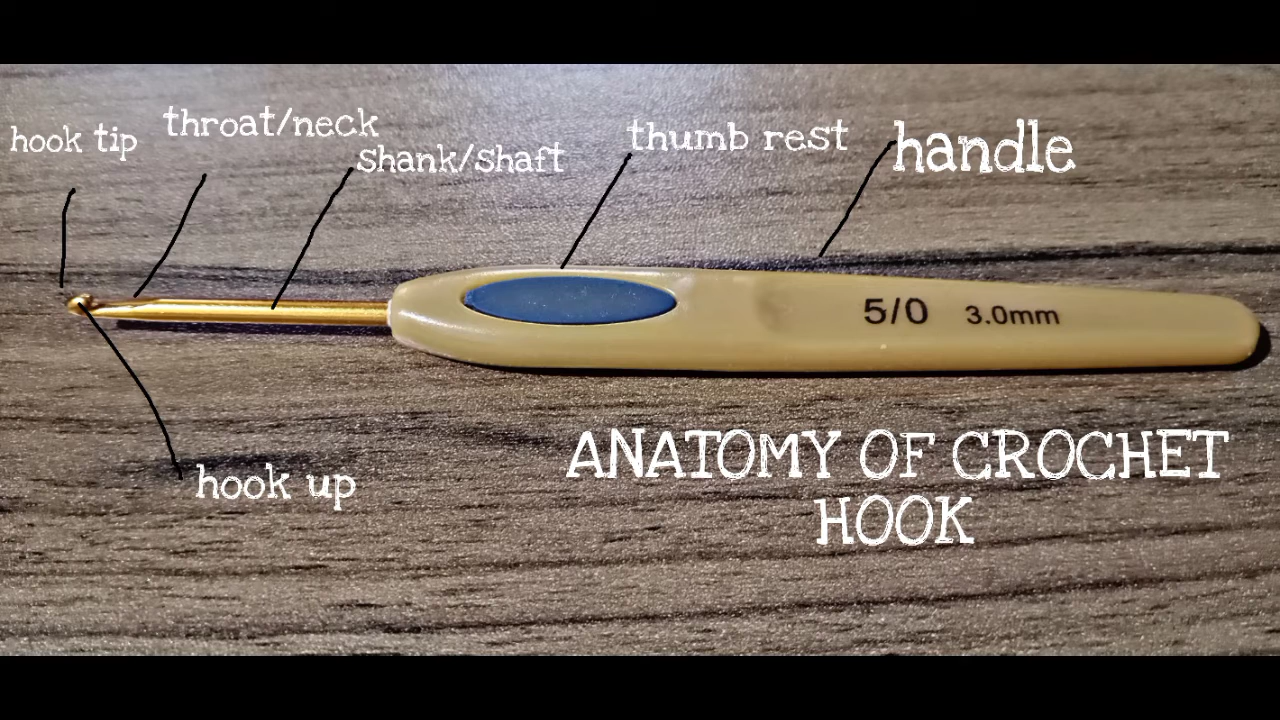 hook tip
throat/neck
shank/shaft
thumb rest
handle
5/0 3.0mm
hook up
ANATOMY OF CROCHET
HOOK